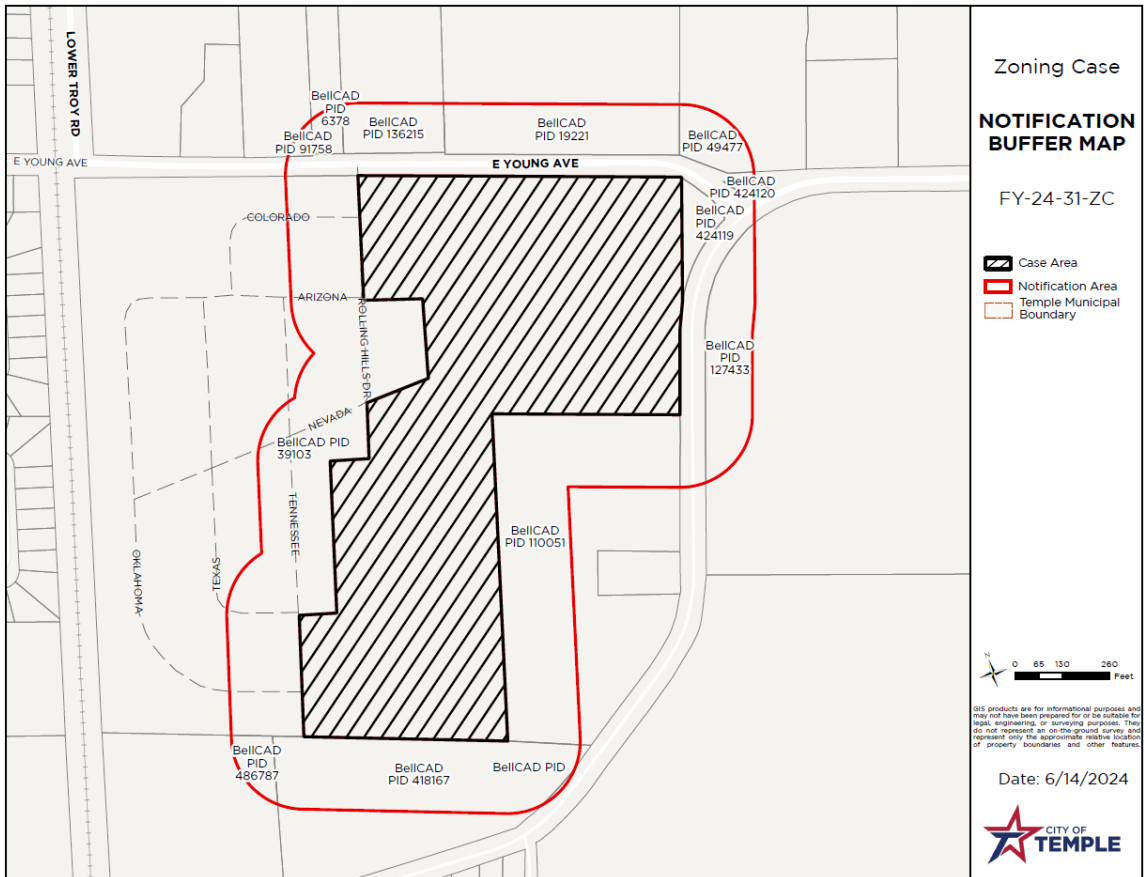 LOWER TROY RD
BellCAD
PID
6378
BellCAD
PID 91758
BellCAD
PID 136215
BellCAD
PID 19221
BellCAD
PID 49477
E YOUNG AVE
E YOUNG AVE
BellCAD
PID 424120
BellCAD
PID
424119
COLORADO
ARIZONA
ROLLING HILLS DR
BellCAD
PID
127433
NEVADA
BellCAD PID
39103
TENNESSEE
TEXAS
OKLAHOMA
BellCAD
PID 110051
BellCAD
PID
486787
BellCAD
PID 418167
BellCAD PID
Zoning Case
NOTIFICATION
BUFFER MAP
FY-24-31-ZC
Case Area
Notification Area
Temple Municipal
Boundary
N
0 65 130 260
Feet
GIS products are for informational purposes and
may not have been prepared for or be suitable for
legal, engineering, or surveying purposes. They
do not represent an on-the-ground survey and
represent only the approximate relative location
of property boundaries and other features.
Date: 6/14/2024
CITY OF
TEMPLE